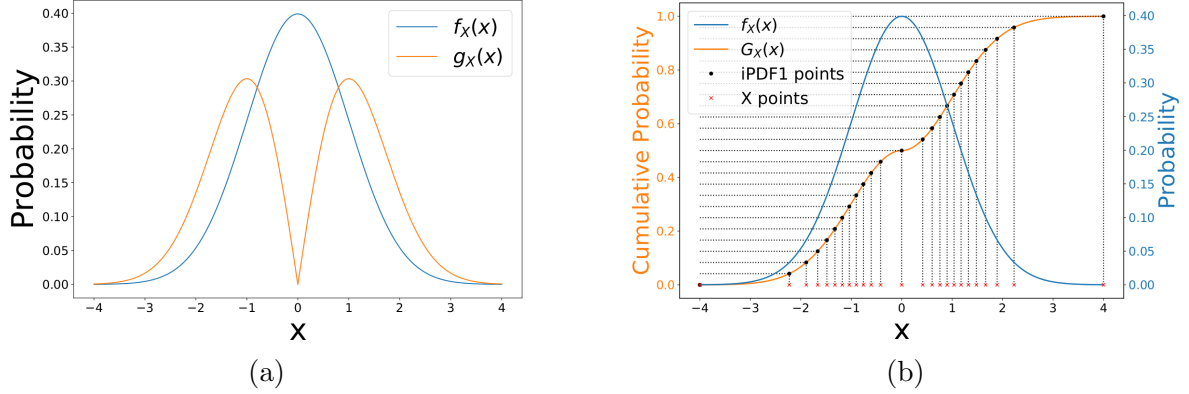 0.40
0.35
0.30
0.25
0.20
0.15
0.10
0.05
0.00
Probability
−4 −3 −2 −1 0 1 2 3 4
x
f_X(x)
g_X(x)
(a)
1.0
0.8
0.6
0.4
0.2
0.0
Cumulative Probability
−4 −3 −2 −1 0 1 2 3 4
x
f_X(x)
G_X(x)
iPDF1 points
X points
0.40
0.35
0.30
0.25
0.20
0.15
0.10
0.05
0.00
Probability
(b)